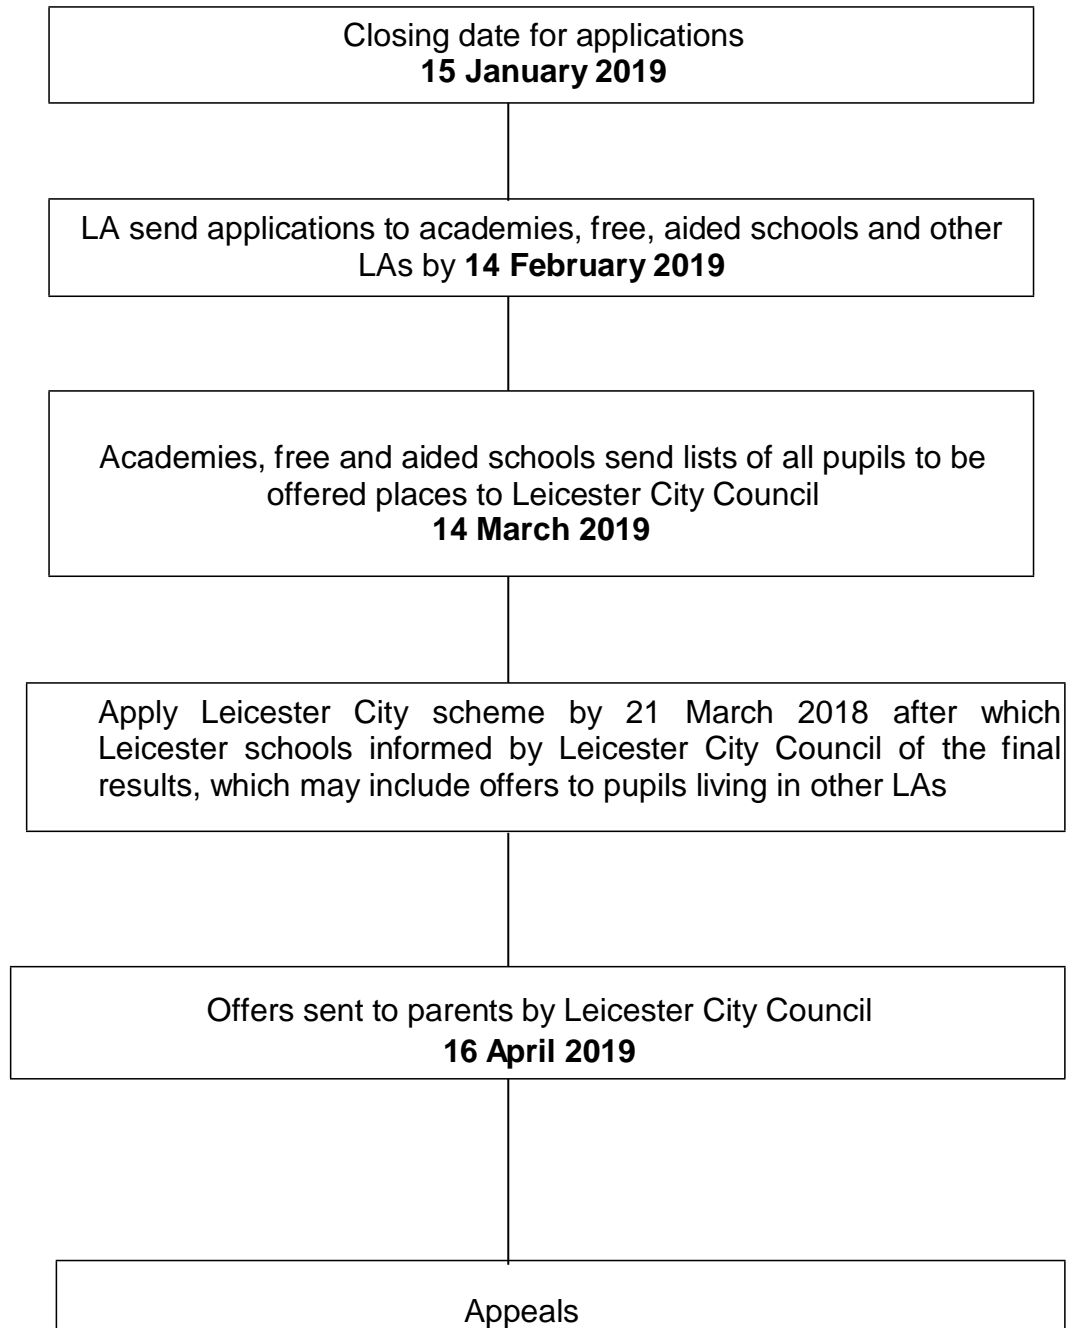 Closing date for applications
15 January 2019
LA send applications to academies, free, aided schools and other
LAs by 14 February 2019
Academies, free and aided schools send lists of all pupils to be
offered places to Leicester City Council
14 March 2019
Apply Leicester City scheme by 21 March 2018 after which
Leicester schools informed by Leicester City Council of the final
results, which may include offers to pupils living in other LAs
Offers sent to parents by Leicester City Council
16 April 2019
Appeals